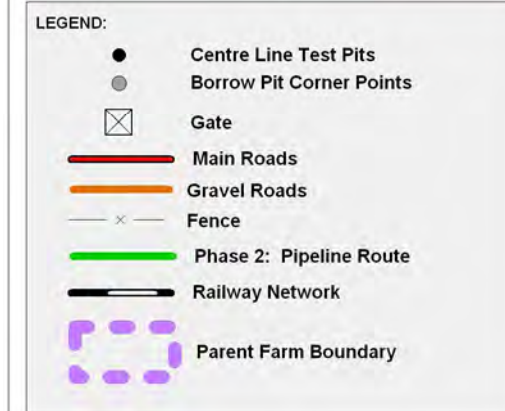 LEGEND:
Centre Line Test Pits
Borrow Pit Corner Points
Gate
Main Roads
Gravel Roads
Fence
Phase 2: Pipeline Route
Railway Network
Parent Farm Boundary